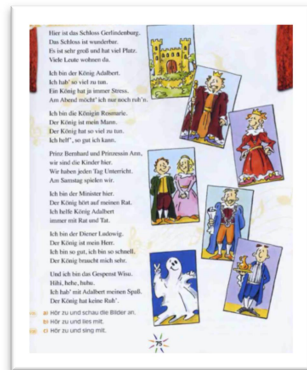 Hier ist das Schloss Gerlindenburg.
Das Schloss ist wunderbar.
Es ist sehr groß und hat viel Platz.
Viele Leute wohnen da.
Ich bin der König Adalbert.
Ich hab' so viel zu tun.
Ein König hat ja immer Stress.
Am Abend möcht' ich nur noch ruh'n.
Ich bin die Königin Rosmarie.
Der König ist mein Mann.
Der König hat so viel zu tun.
Ich helf', so gut ich kann.
Prinz Bernhard und Prinzessin Ann,
wir sind die Kinder hier.
Wir haben jeden Tag Unterricht.
Am Samstag spielen wir.
Ich bin der Minister hier.
Der König hört auf meinen Rat.
Ich helfe König Adalbert
immer mit Rat und Tat.
Ich bin der Diener Ludowig.
Der König ist mein Herr.
Ich bin so gut, ich bin so schnell.
Der König braucht mich sehr.
Und ich bin das Gespenst Wisu.
Hihi, hehe, huhu.
Ich hab' mit Adalbert meinen Spaß.
Der König hat keine Ruh'.
a) Hör zu und schau die Bilder an.
b) Hör zu und lies mit.
c) Hör zu und sing mit.
75